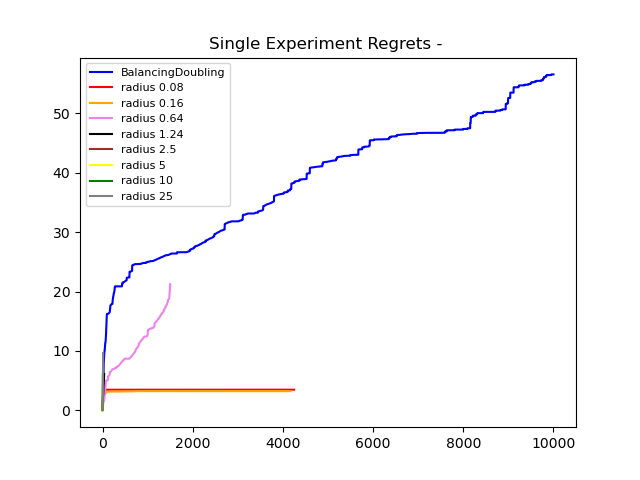 Single Experiment Regrets -
BalancingDoubling
radius 0.08
radius 0.16
radius 0.64
radius 1.24
radius 2.5
radius 5
radius 10
radius 25
50
40
30
20
10
0
0 2000 4000 6000 8000 10000